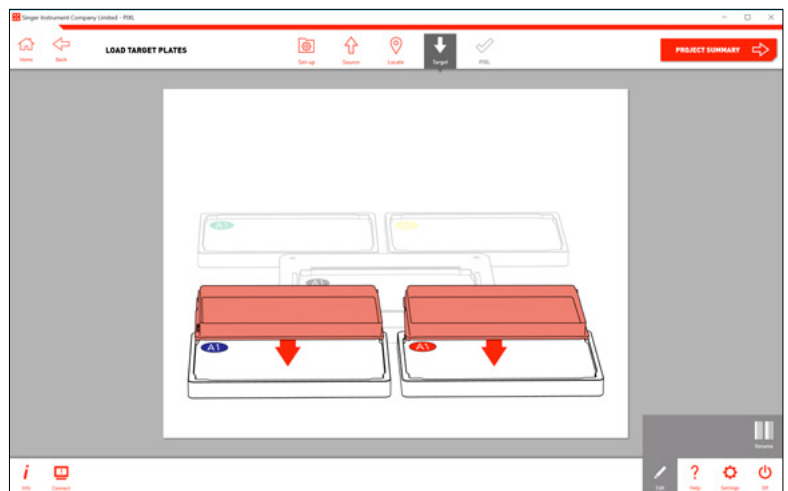 Singer Instrument Company Limited - PIXL
Home
Back
LOAD TARGET PLATES
Set-up
Source
Locate
Target
PIXL
PROJECT SUMMARY
A1
A1
A1
A1
Rename
Info
Connect
Edit
Help
Settings
Off